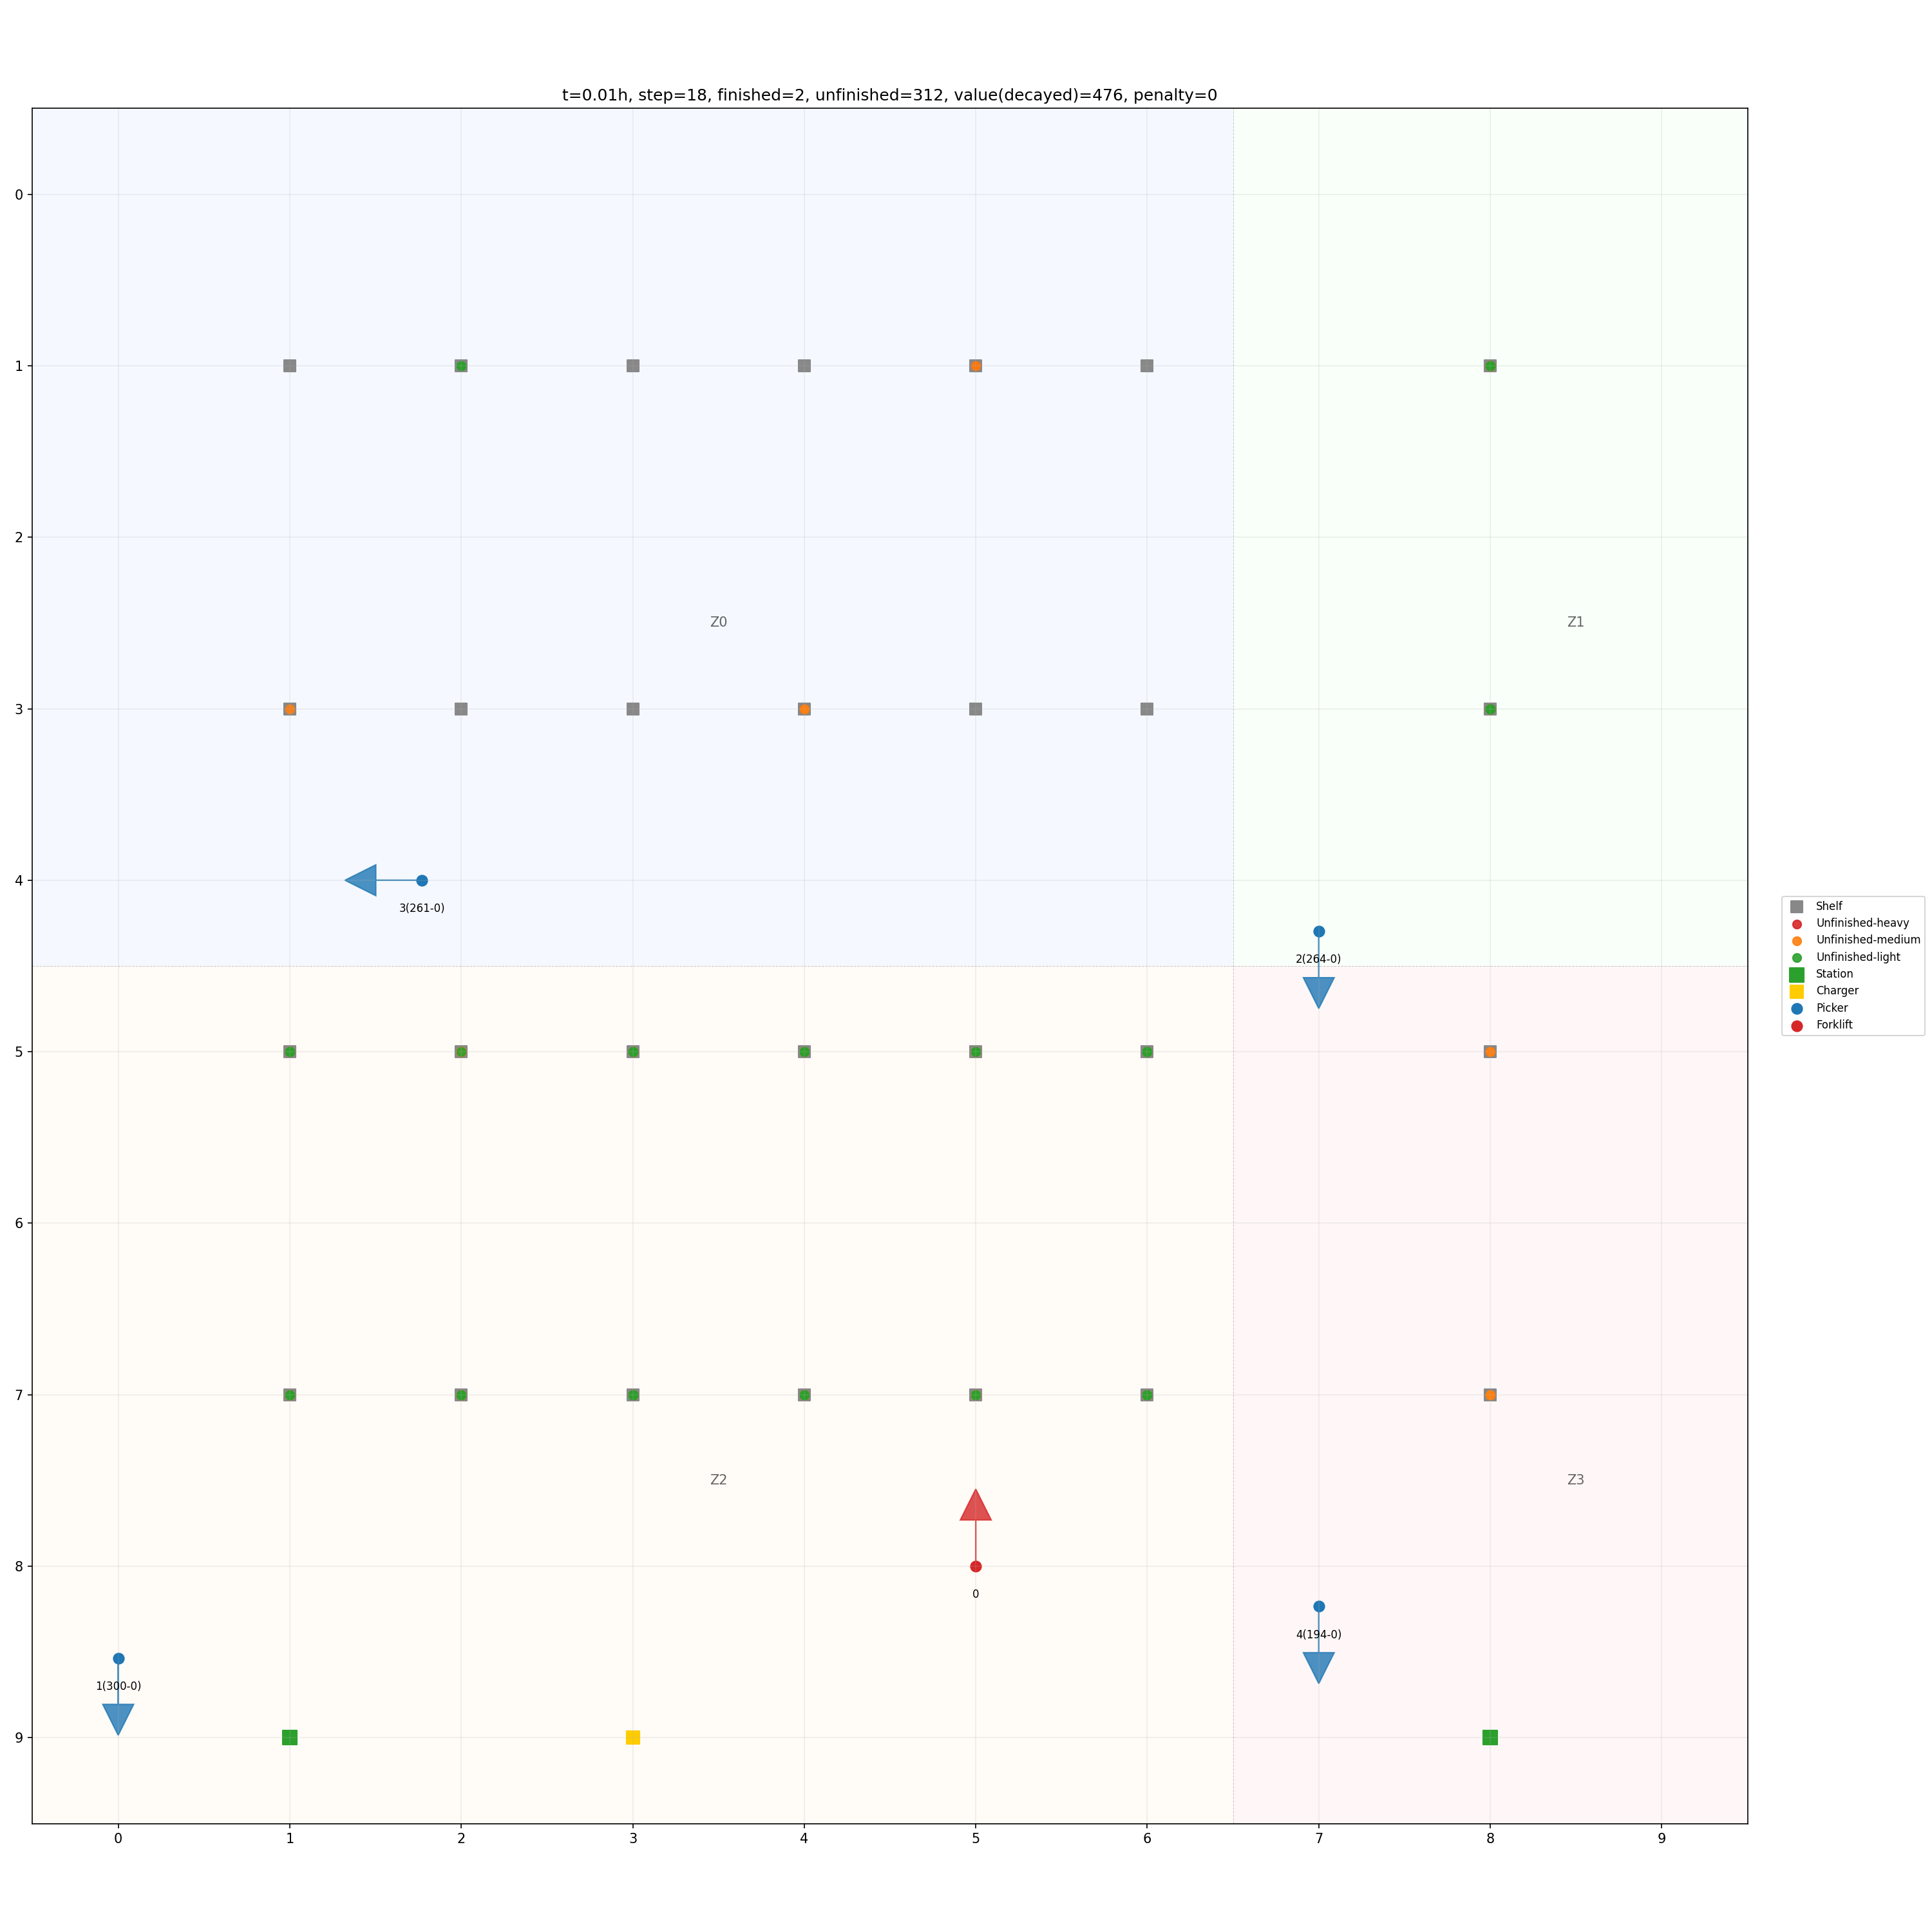 t=0.01h, step=18, finished=2, unfinished=312, value(decayed)=476, penalty=0
0
1
2
Z0
Z1
3
4
3(261-0)
2(264-0)
Shelf
Unfinished-heavy
Unfinished-medium
Unfinished-light
Station
Charger
Picker
Forklift
5
6
7
Z2
Z3
8
0
4(194-0)
1(300-0)
9
0 1 2 3 4 5 6 7 8 9